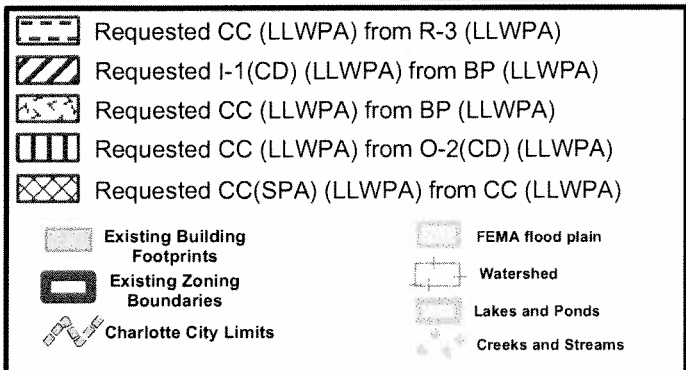 Requested CC (LLWPA) from R-3 (LLWPA)
Requested I-1(CD) (LLWPA) from BP (LLWPA)
Requested CC (LLWPA) from BP (LLWPA)
Requested CC (LLWPA) from O-2(CD) (LLWPA)
Requested CC(SPA) (LLWPA) from CC (LLWPA)
Existing Building
Footprints
Existing Zoning
Boundaries
Charlotte City Limits
FEMA flood plain
Watershed
Lakes and Ponds
Creeks and Streams